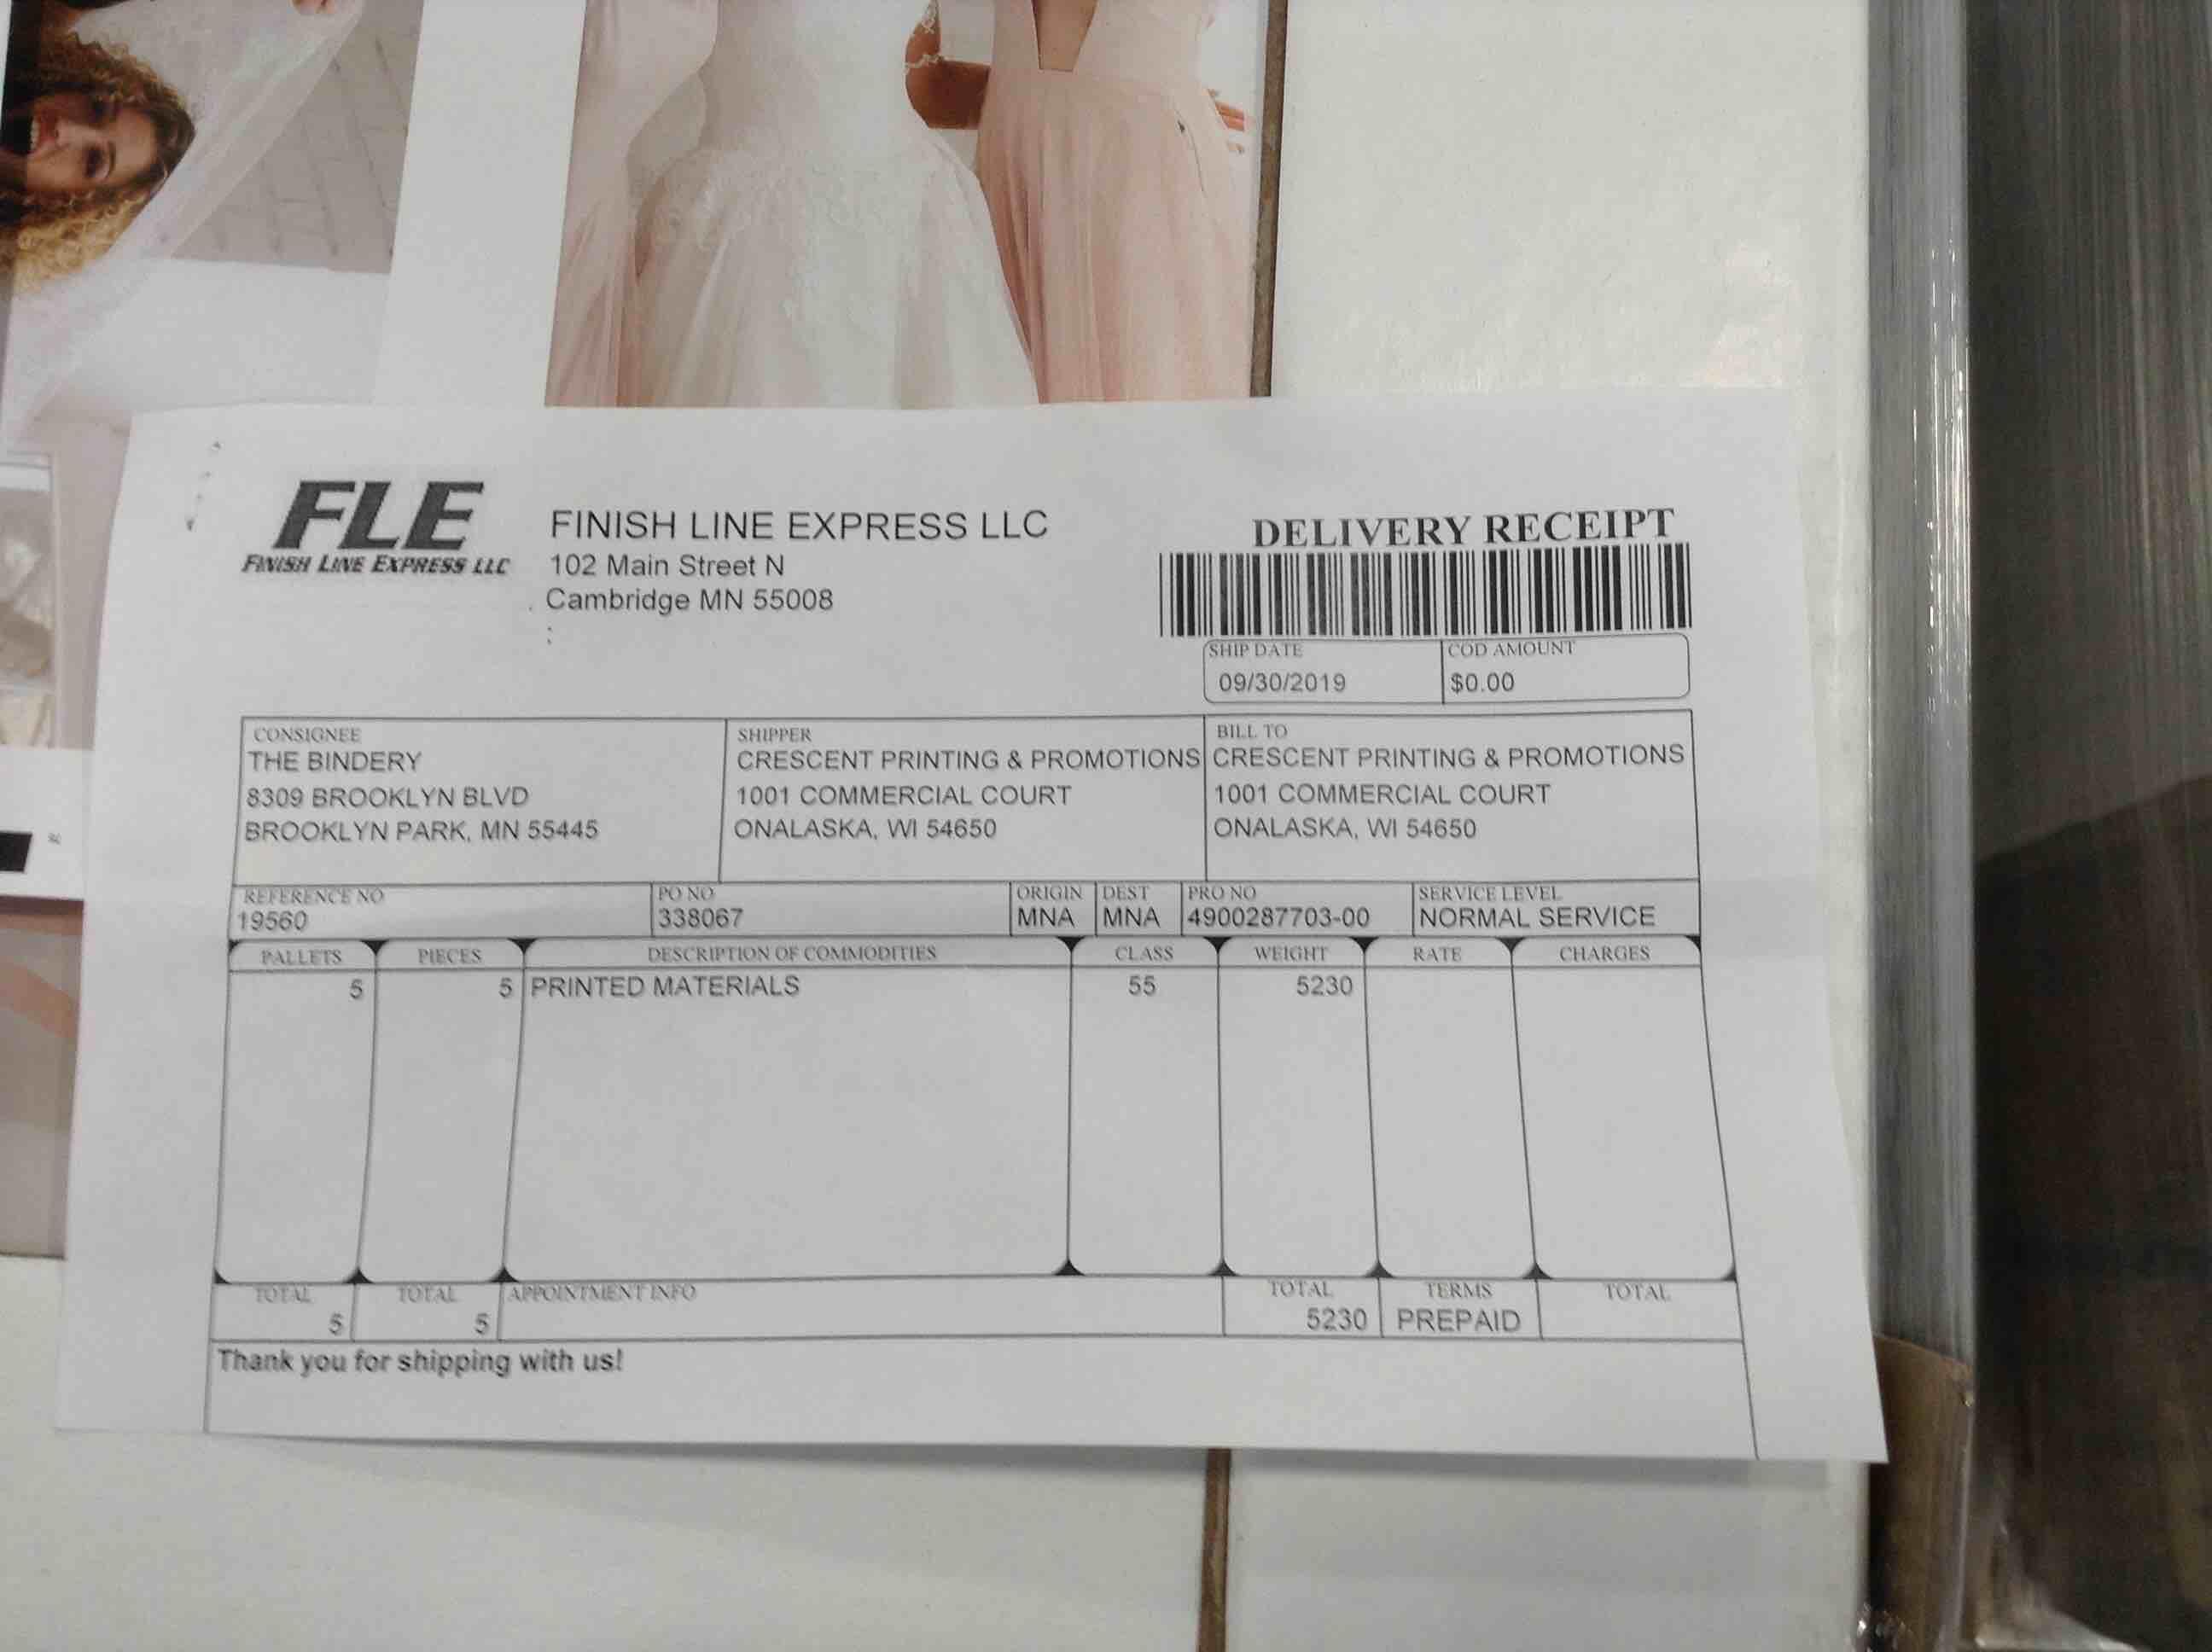 FLE
FINISH LINE EXPRESS LLC
FINISH LINE EXPRESS LLC
102 Main Street N
Cambridge MN 55008
DELIVERY RECEIPT
SHIP DATE
09/30/2019
COD AMOUNT
$0.00
CONSIGNEE
THE BINDERY
8309 BROOKLYN BLVD
BROOKLYN PARK, MN 55445
SHIPPER
CRESCENT PRINTING & PROMOTIONS
1001 COMMERCIAL COURT
ONALASKA, WI 54650
BILL TO
CRESCENT PRINTING & PROMOTIONS
1001 COMMERCIAL COURT
ONALASKA, WI 54650
REFERENCE NO
19560
PO NO
338067
ORIGIN
MNA
DEST
MNA
PRO NO
4900287703-00
SERVICE LEVEL
NORMAL SERVICE
PALLETS PIECES DESCRIPTION OF COMMODITIES CLASS WEIGHT RATE CHARGES
5 5 PRINTED MATERIALS 55 5230
TOTAL
5
TOTAL
5
APPOINTMENT INFO
TOTAL
5230
TERMS
PREPAID
TOTAL
Thank you for shipping with us!